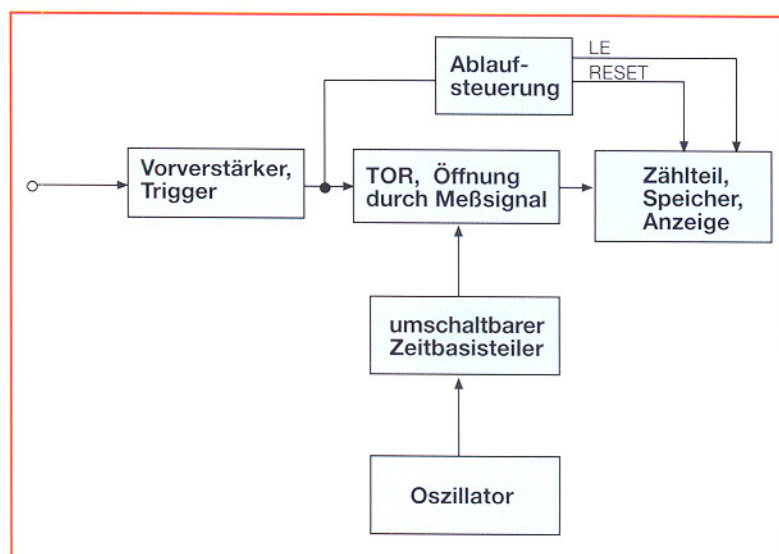 Ablauf-
steuerung
LE
RESET
Vorverstärker,
Trigger
TOR, Öffnung
durch Meßsignal
Zählteil,
Speicher,
Anzeige
umschaltbarer
Zeitbasisteiler
Oszillator